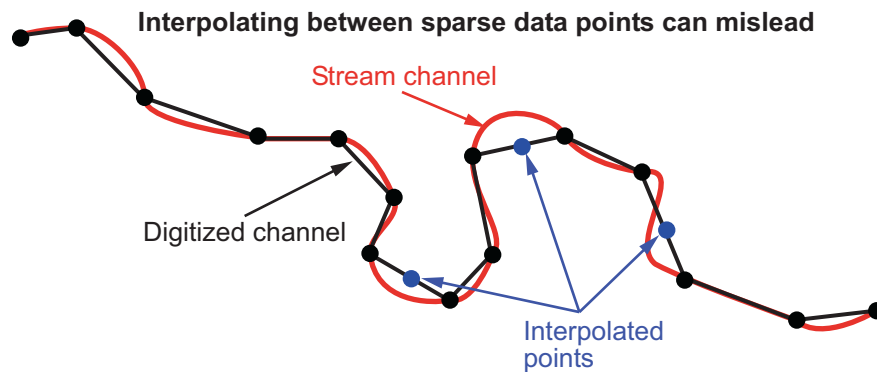 Interpolating between sparse data points can mislead
Stream channel
Digitized channel
Interpolated
points